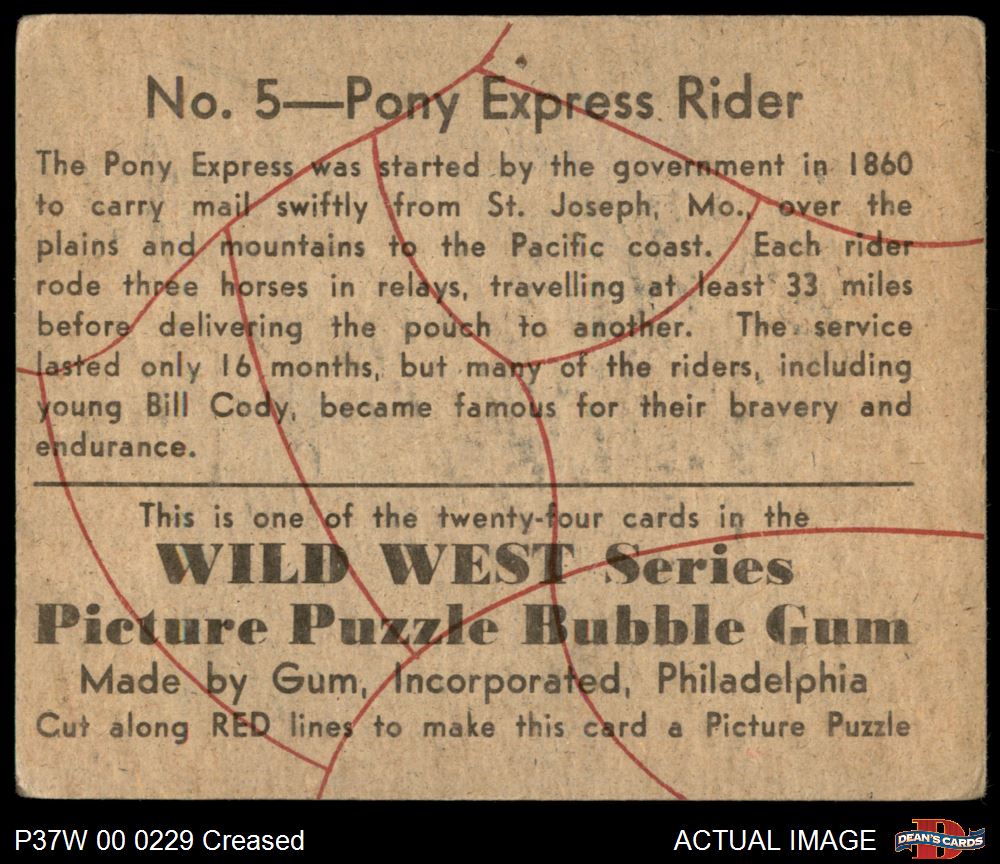 No. 5—Pony Express Rider
The Pony Express was started by the government in 1860
to carry mail swiftly from St. Joseph, Mo., over the
plains and mountains to the Pacific coast. Each rider
rode three horses in relays, travelling at least 33 miles
before delivering the pouch to another. The service
lasted only 16 months, but many of the riders, including
young Bill Cody, became famous for their bravery and
endurance.
This is one of the twenty-four cards in the
WILD WEST Series
Picture Puzzle Bubble Gum
Made by Gum, Incorporated, Philadelphia
Cut along RED lines to make this card a Picture Puzzle
P37W 00 0229 Creased
ACTUAL IMAGE
DEAN'S CARDS